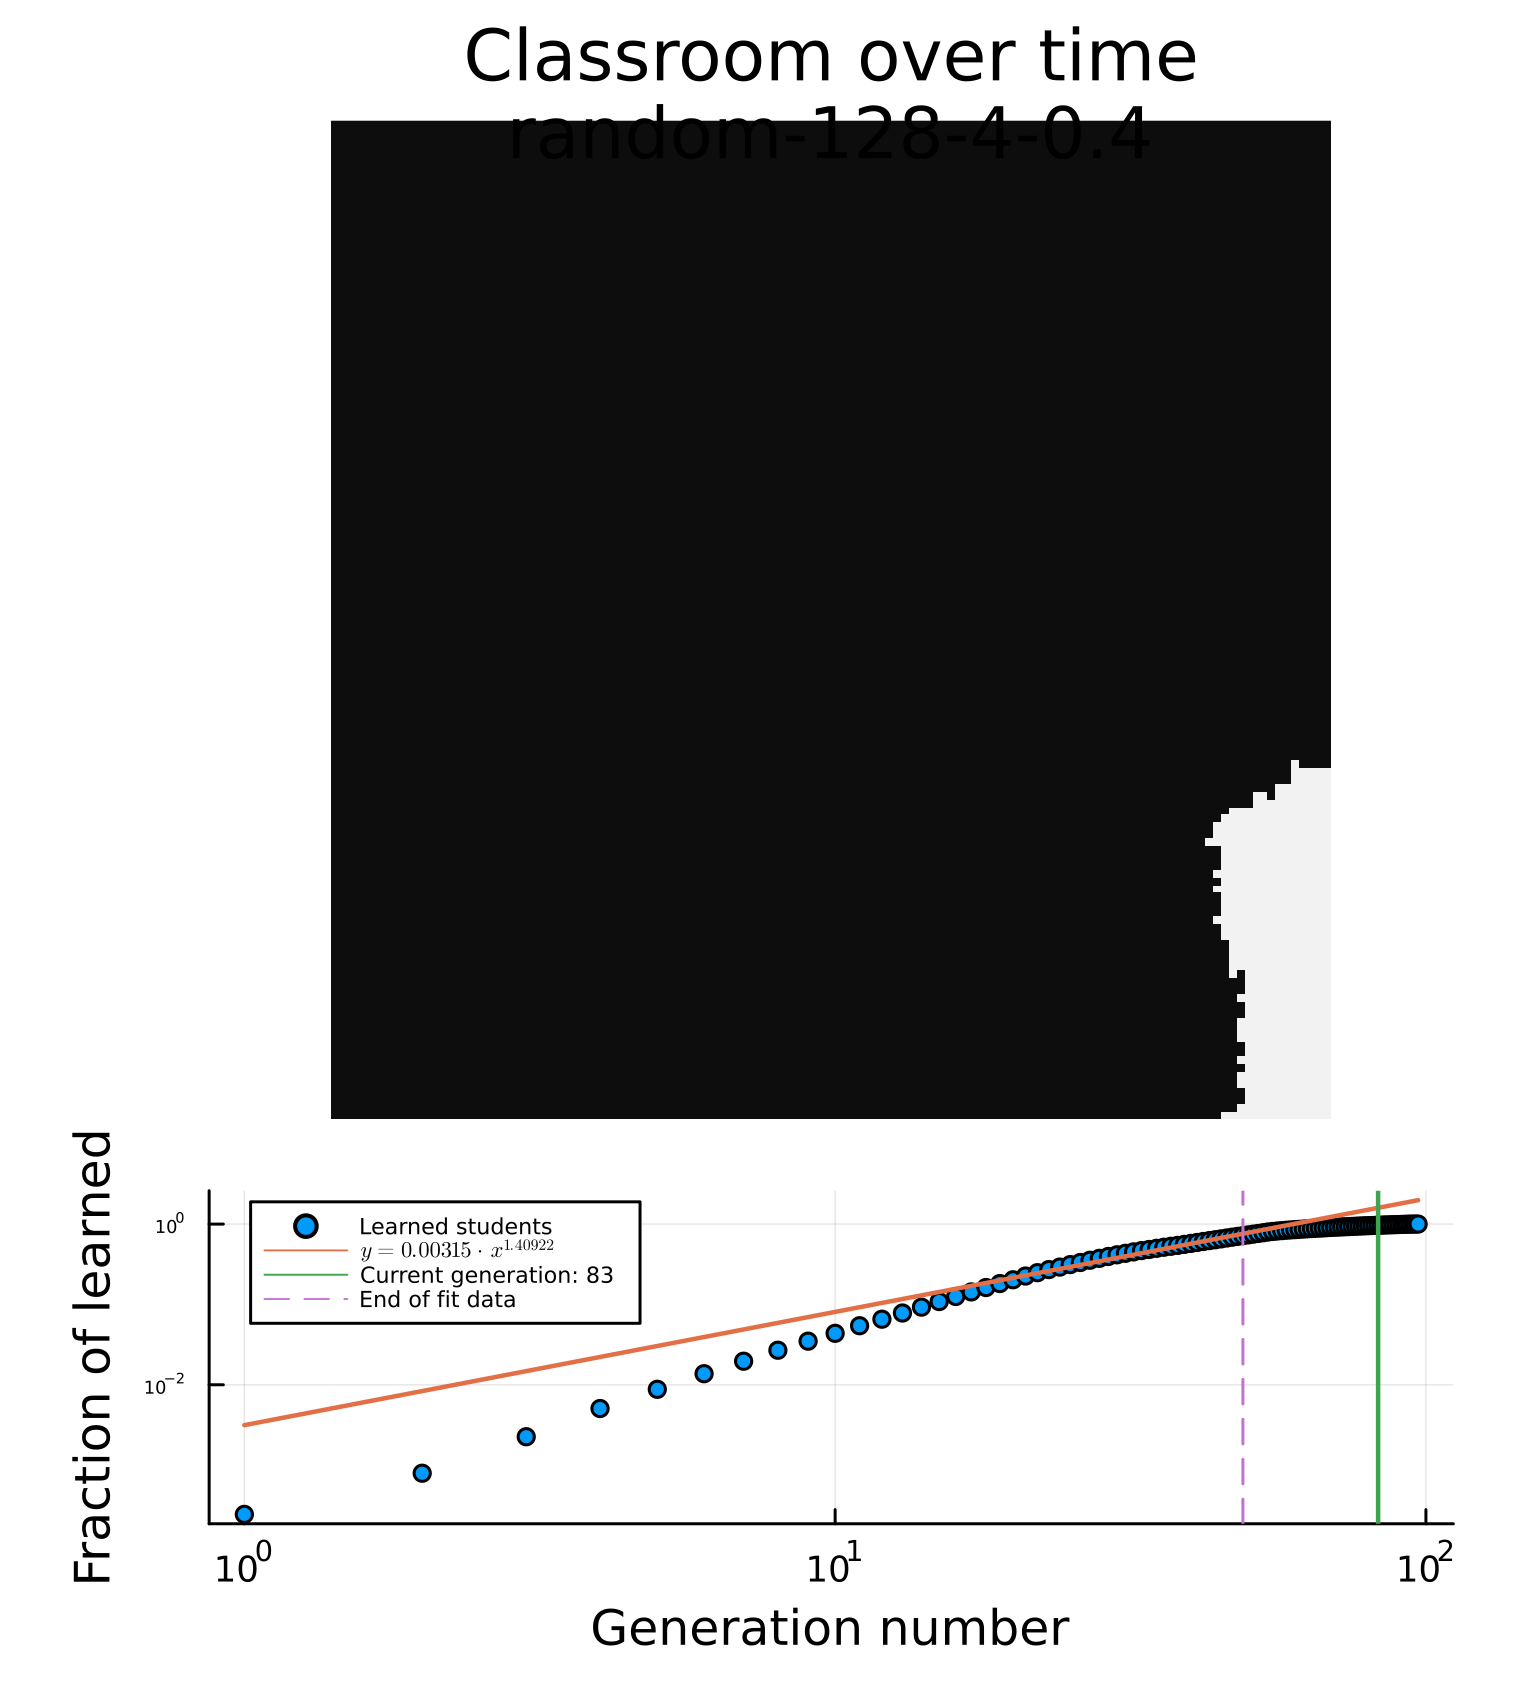 Classroom over time
random-128-4-0.4
Fraction of learned
10⁰
10⁻²
Learned students
y = 0.00315 · x^1.40922
Current generation: 83
End of fit data
10⁰ 10¹ 10²
Generation number